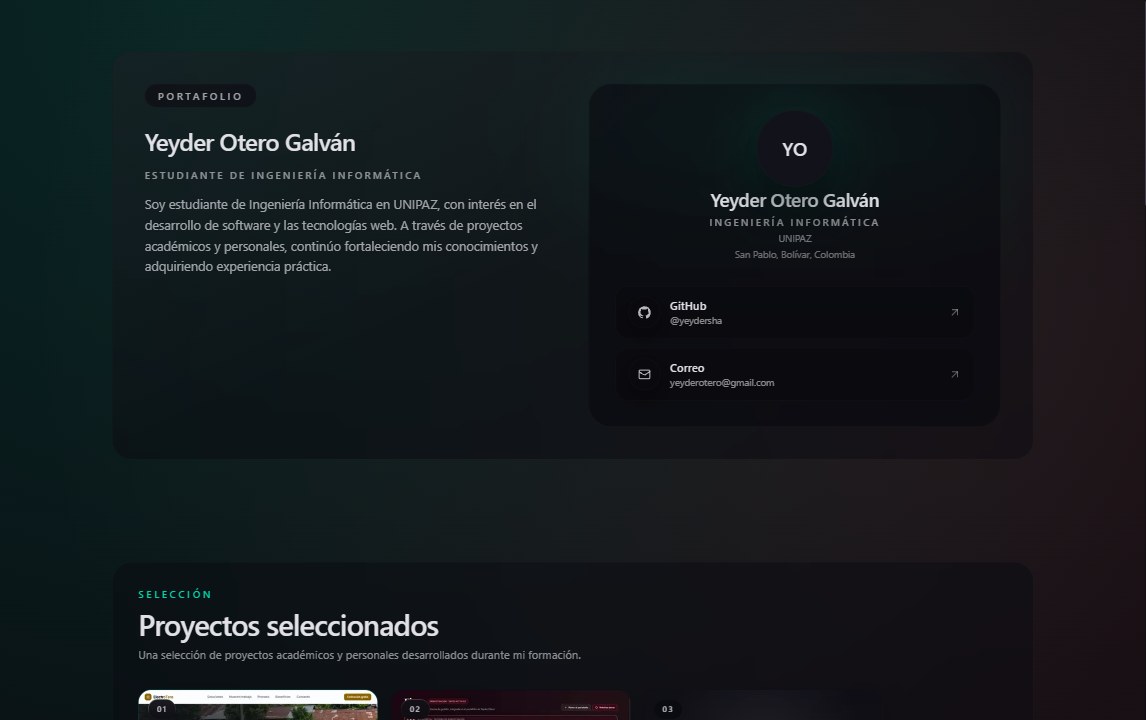 PORTAFOLIO
Yeyder Otero Galván
ESTUDIANTE DE INGENIERÍA INFORMÁTICA
Soy estudiante de Ingeniería Informática en UNIPAZ, con interés en el
desarrollo de software y las tecnologías web. A través de proyectos
académicos y personales, continúo fortaleciendo mis conocimientos y
adquiriendo experiencia práctica.
YO
Yeyder Otero Galván
INGENIERÍA INFORMÁTICA
UNIPAZ
San Pablo, Bolívar, Colombia
GitHub
@yeydersha
Correo
yeyderotero@gmail.com
SELECCIÓN
Proyectos seleccionados
Una selección de proyectos académicos y personales desarrollados durante mi formación.
01
02
03